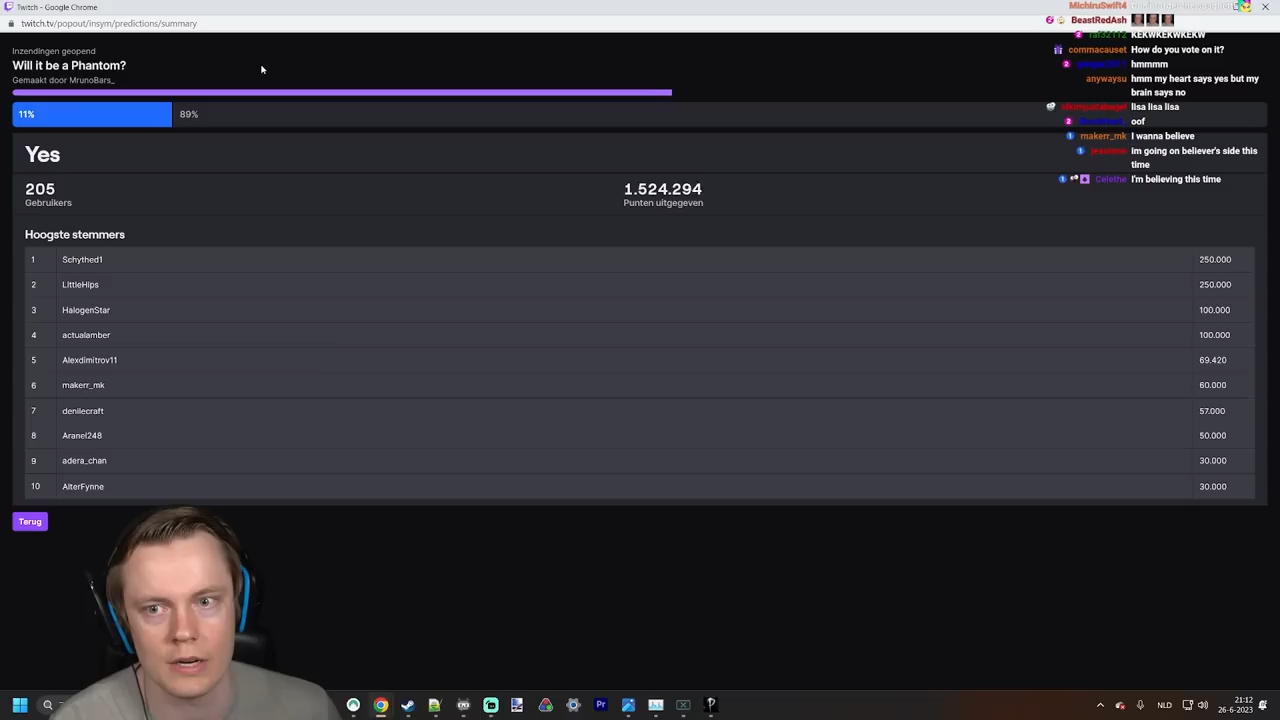 Twitch - Google Chrome
twitch.tv/popout/insym/predictions/summary
Inzendingen geopend
Will it be a Phantom?
Gemaakt door MrunoBars_
11%
89%
Yes
205
Gebruikers
1.524.294
Punten uitgegeven
Hoogste stemmers
1 Schythed1 250.000
2 LittleHips 250.000
3 HalogenStar 100.000
4 actualamber 100.000
5 Alexdimitrov11 69.420
6 makerr_mk 60.000
7 denilecraft 57.000
8 Aranel248 50.000
9 adera_chan 30.000
10 AlterFynne 30.000
Terug
MichiruSwift4
BeastRedAsh
KEKWKEKWKEKW
commacauset How do you vote on it?
hmmmm
anywaysu hmm my heart says yes but my
brain says no
lisa lisa lisa
oof
makerr_mk I wanna believe
im going on believer's side this
time
Celethe I'm believing this time
NLD
21:12
26-6-2023